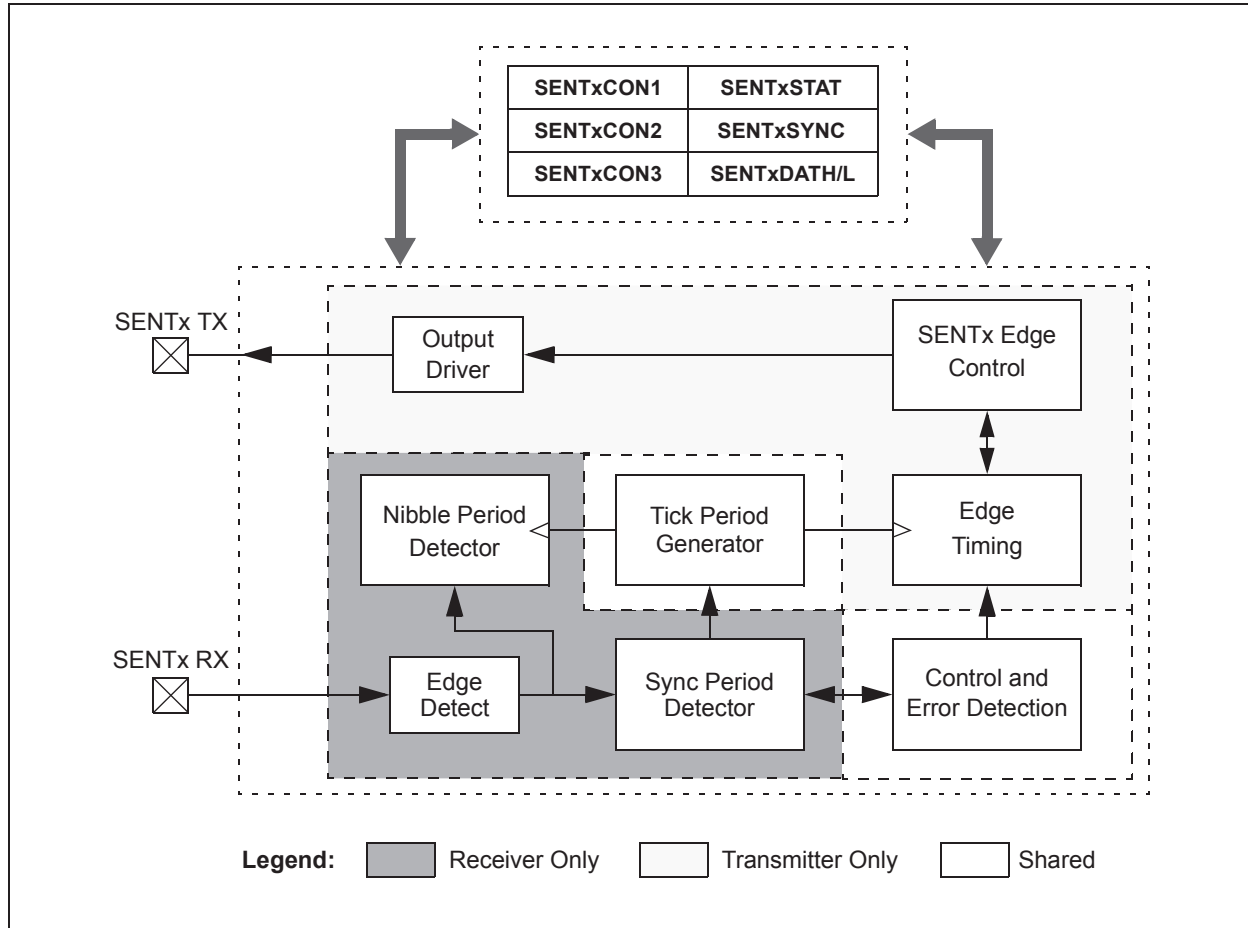 SENTxCON1 SENTxSTAT
SENTxCON2 SENTxSYNC
SENTxCON3 SENTxDATH/L
SENTx TX
Output
Driver
SENTx Edge
Control
Nibble Period
Detector
Tick Period
Generator
Edge
Timing
SENTx RX
Edge
Detect
Sync Period
Detector
Control and
Error Detection
Legend: Receiver Only Transmitter Only Shared